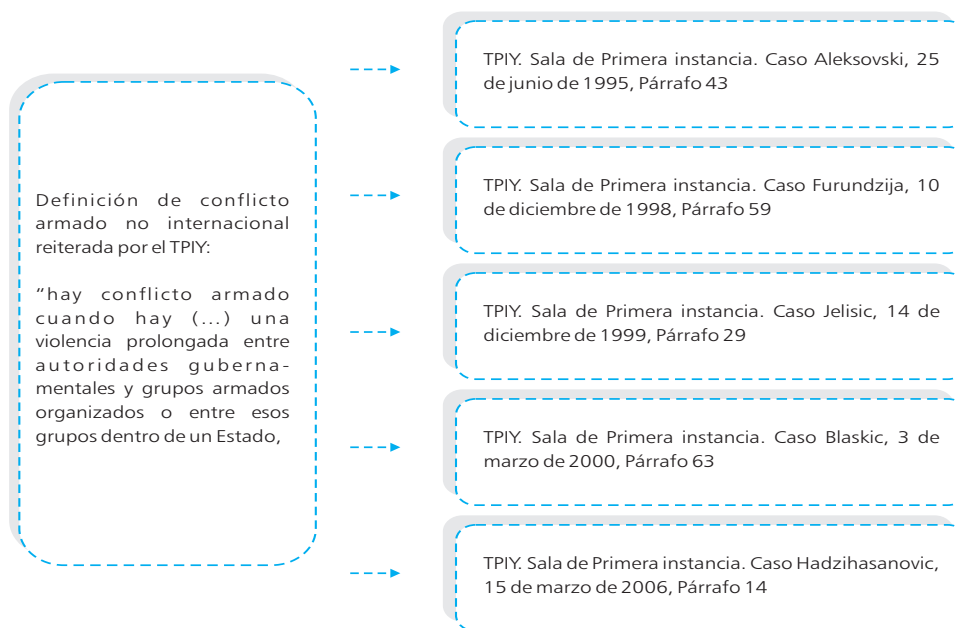 Definición de conflicto
armado no internacional
reiterada por el TPIY:
“hay conflicto armado
cuando hay (...) una
violencia prolongada entre
autoridades guberna-
mentales y grupos armados
organizados o entre esos
grupos dentro de un Estado,
TPIY. Sala de Primera instancia. Caso Aleksovski, 25
de junio de 1995, Párrafo 43
TPIY. Sala de Primera instancia. Caso Furundzija, 10
de diciembre de 1998, Párrafo 59
TPIY. Sala de Primera instancia. Caso Jelisic, 14 de
diciembre de 1999, Párrafo 29
TPIY. Sala de Primera instancia. Caso Blaskic, 3 de
marzo de 2000, Párrafo 63
TPIY. Sala de Primera instancia. Caso Hadzihasanovic,
15 de marzo de 2006, Párrafo 14